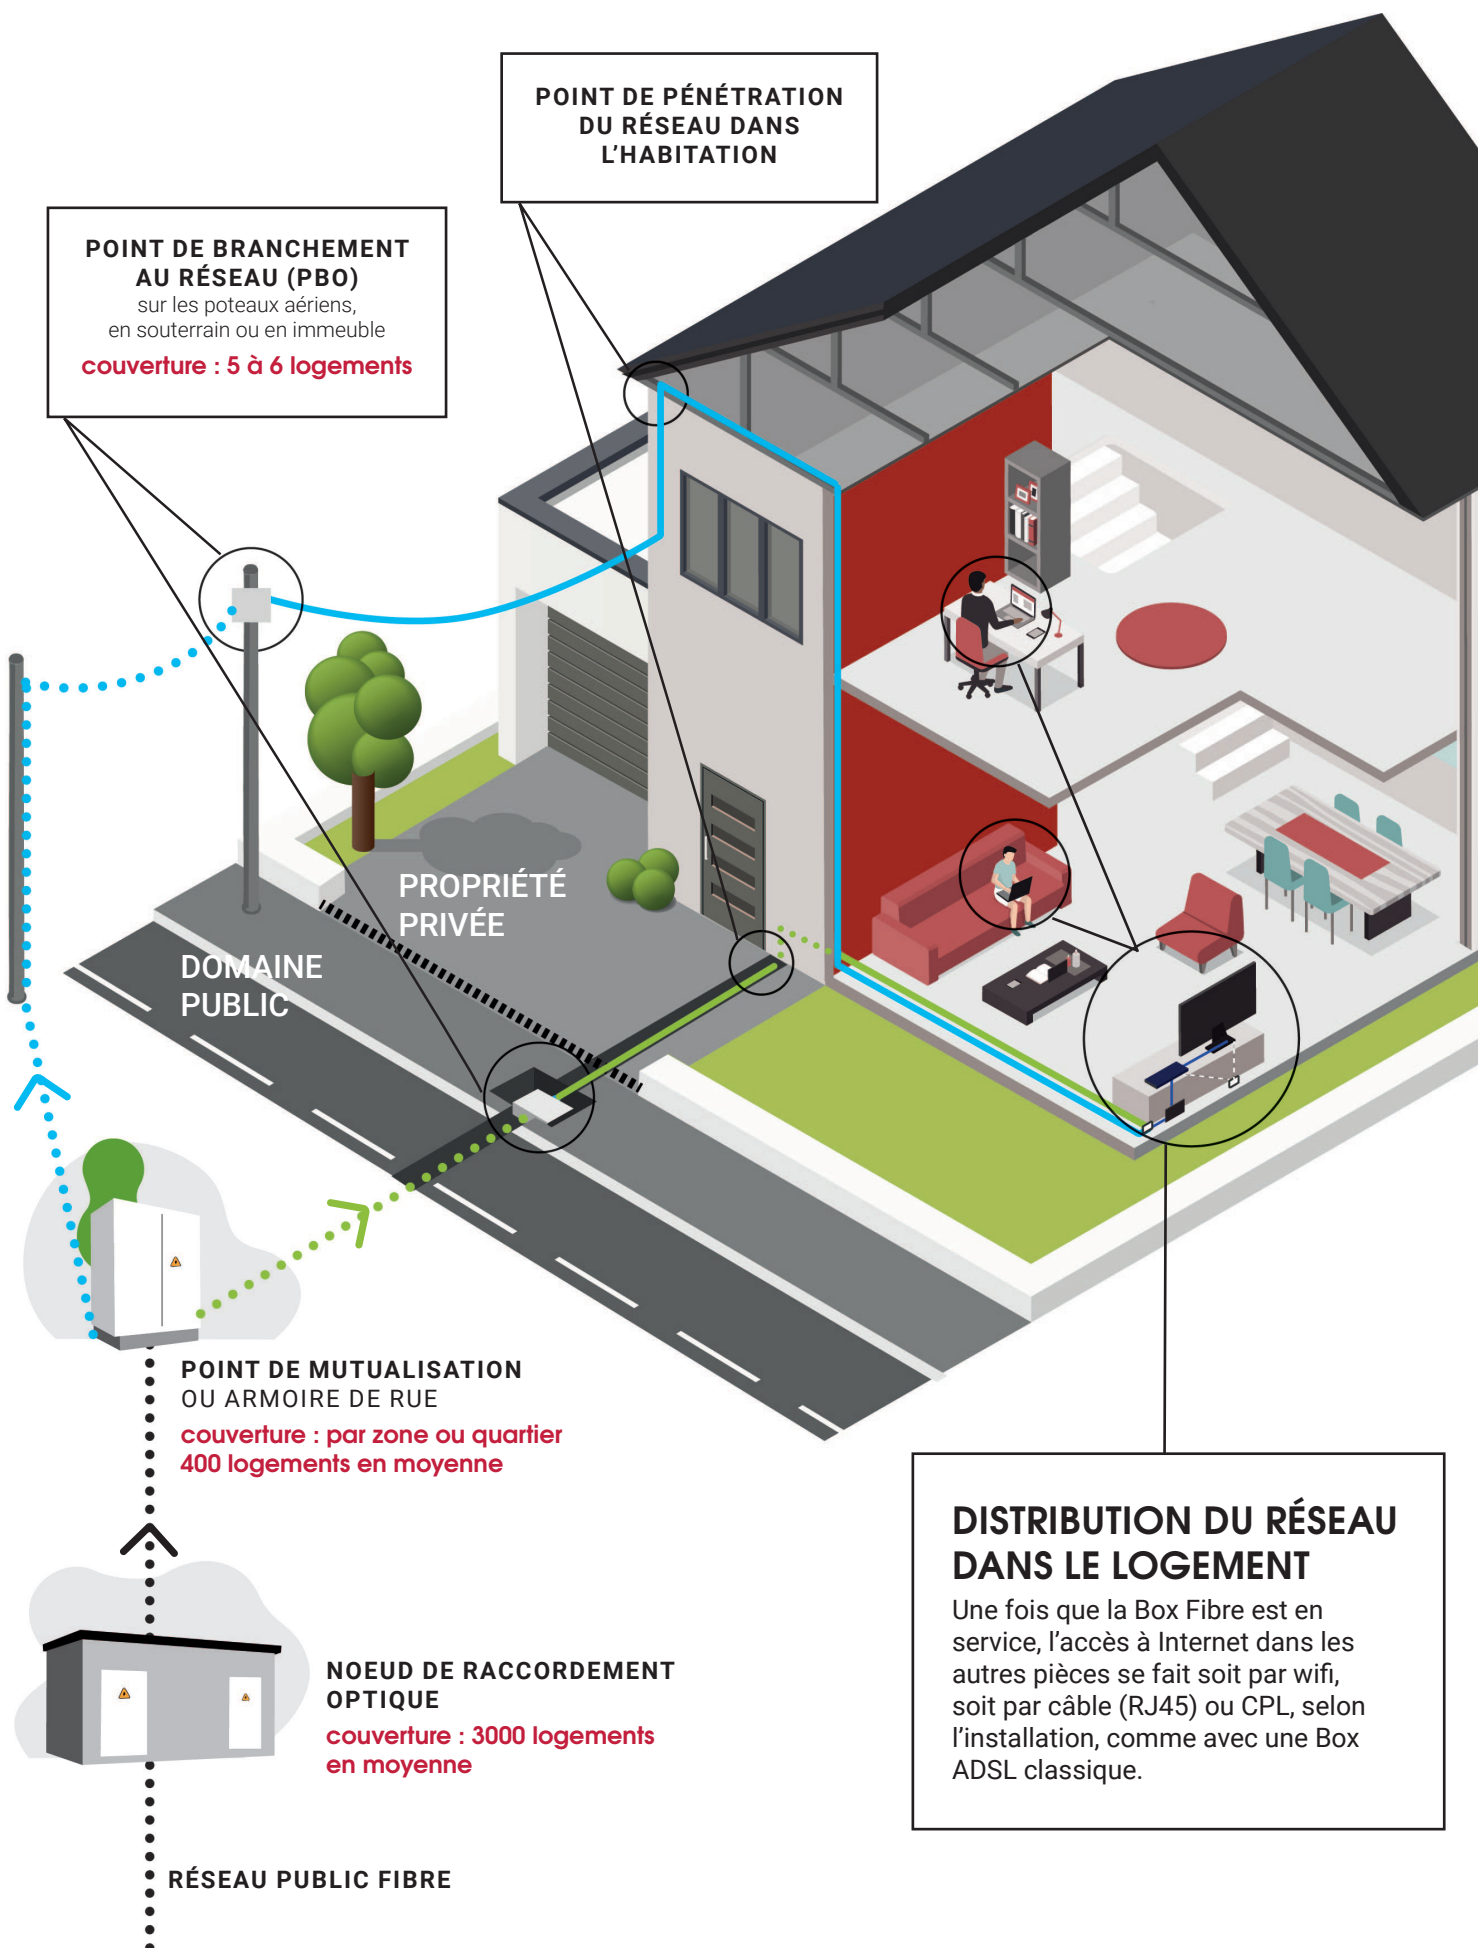 POINT DE PÉNÉTRATION
DU RÉSEAU DANS
L'HABITATION
POINT DE BRANCHEMENT
AU RÉSEAU (PBO)
sur les poteaux aériens,
en souterrain ou en immeuble
couverture : 5 à 6 logements
PROPRIÉTÉ
PRIVÉE
DOMAINE
PUBLIC
POINT DE MUTUALISATION
OU ARMOIRE DE RUE
couverture : par zone ou quartier
400 logements en moyenne
NOEUD DE RACCORDEMENT
OPTIQUE
couverture : 3000 logements
en moyenne
RÉSEAU PUBLIC FIBRE
DISTRIBUTION DU RÉSEAU
DANS LE LOGEMENT
Une fois que la Box Fibre est en
service, l'accès à Internet dans les
autres pièces se fait soit par wifi,
soit par câble (RJ45) ou CPL, selon
l'installation, comme avec une Box
ADSL classique.